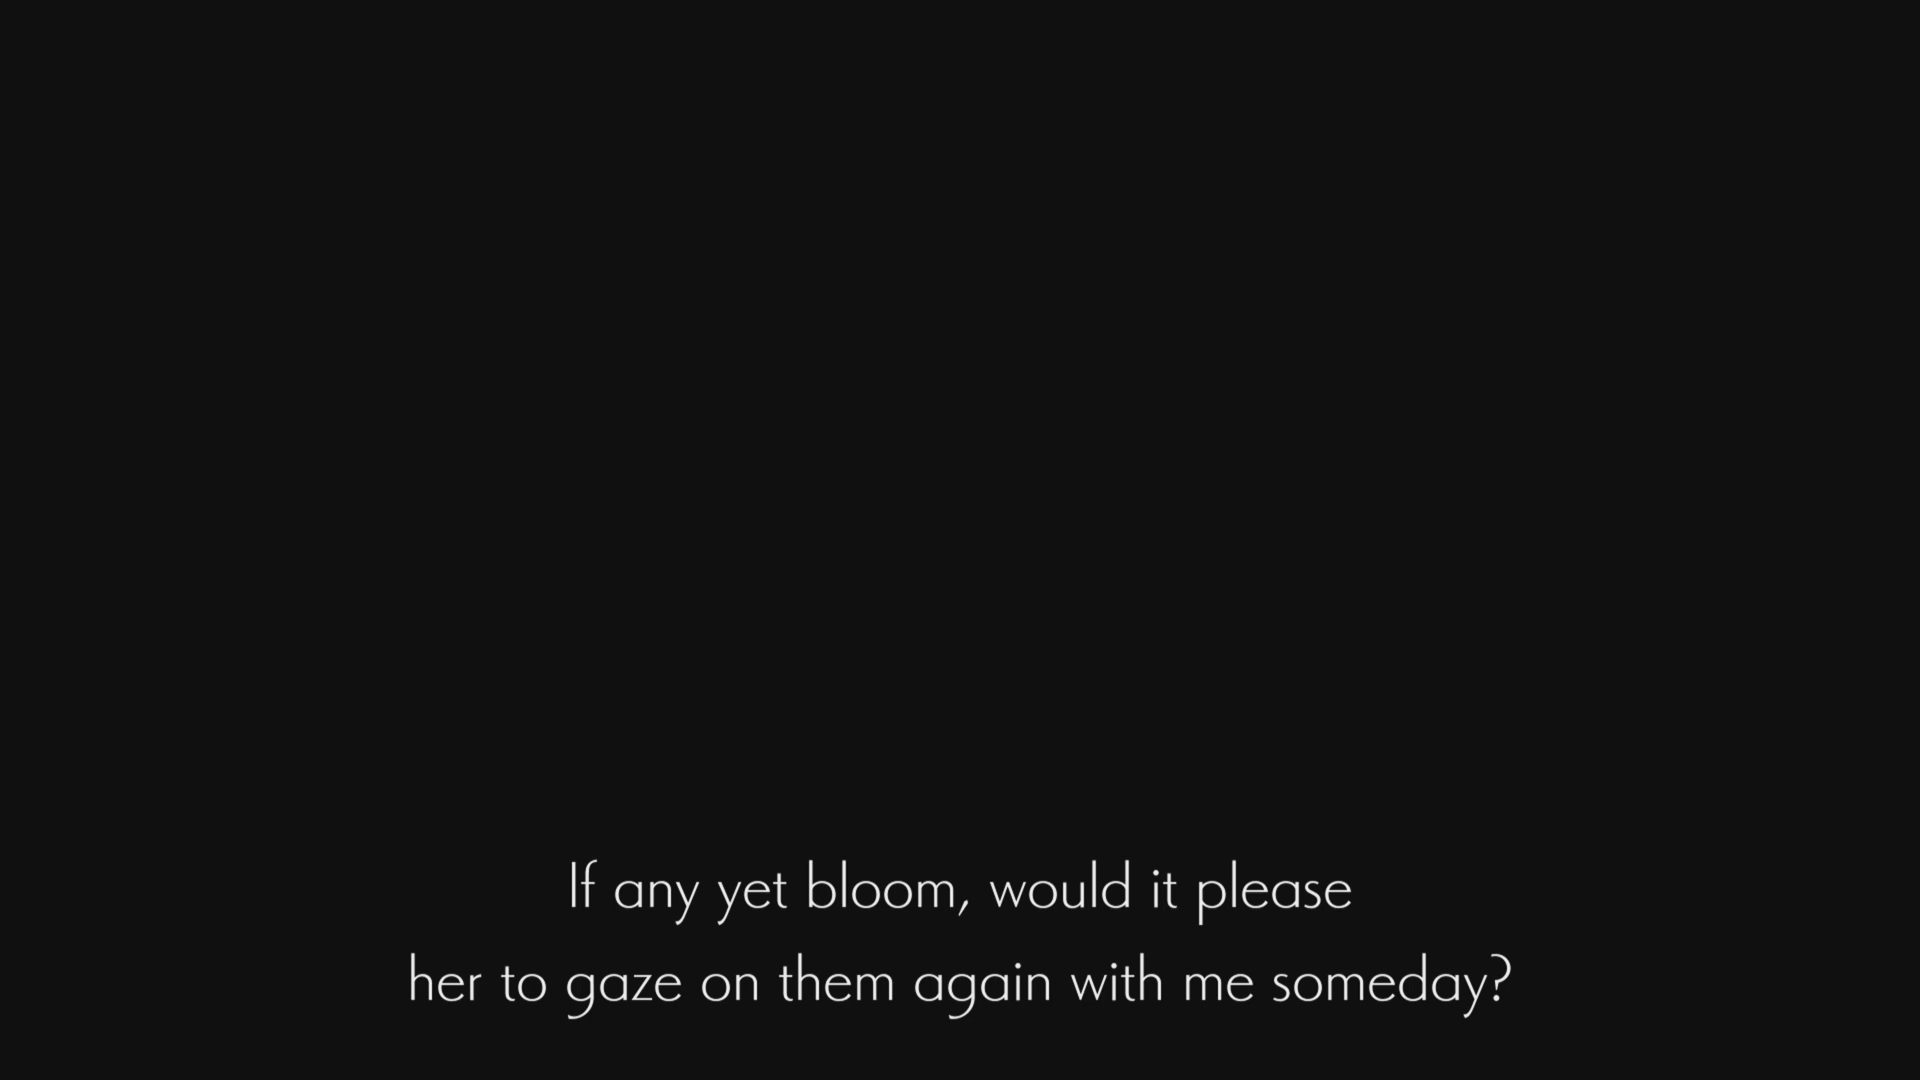 If any yet bloom, would it please
her to gaze on them again with me someday?